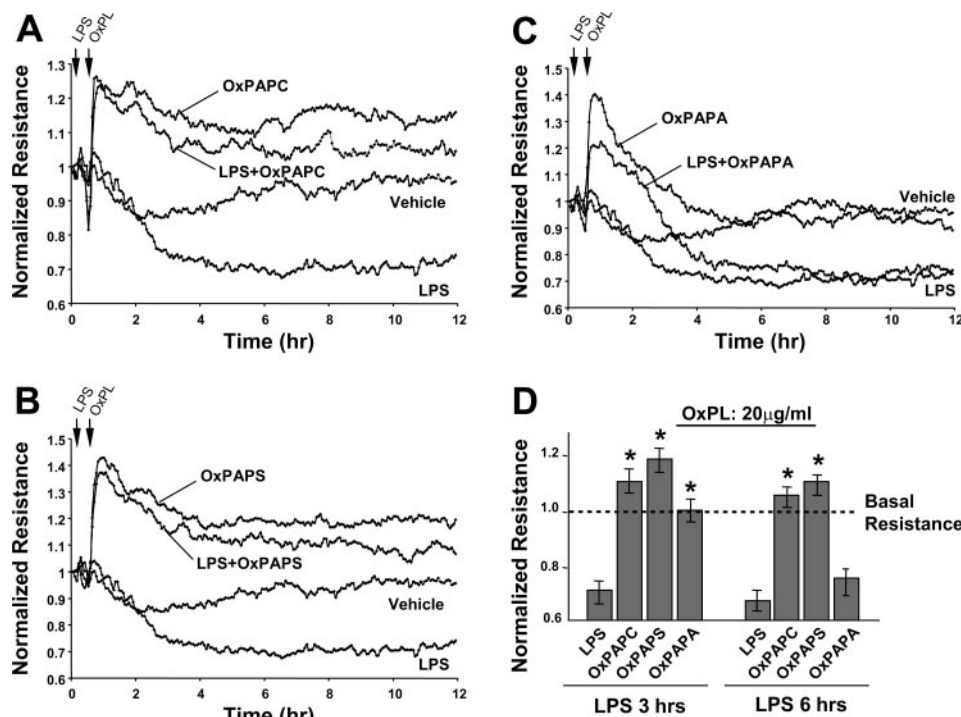 A
LPS
OxPL
Normalized Resistance
1.3
1.2
1.1
1
0.9
0.8
0.7
0.6
OxPAPC
LPS+OxPAPC
Vehicle
LPS
0 2 4 6 8 10 12
Time (hr)
C
LPS
OxPL
Normalized Resistance
1.5
1.4
1.3
1.2
1.1
1
0.9
0.8
0.7
0.6
OxPAPA
LPS+OxPAPA
Vehicle
LPS
0 2 4 6 8 10 12
Time (hr)
B
LPS
OxPL
Normalized Resistance
1.5
1.4
1.3
1.2
1.1
1
0.9
0.8
0.7
0.6
OxPAPS
LPS+OxPAPS
Vehicle
LPS
0 2 4 6 8 10 12
Time (hr)
D
OxPL: 20μg/ml
Normalized Resistance
1.2
1.0
0.8
0.6
* * * * *
Basal
Resistance
LPS OxPAPC OxPAPS OxPAPA LPS OxPAPC OxPAPS OxPAPA
LPS 3 hrs LPS 6 hrs